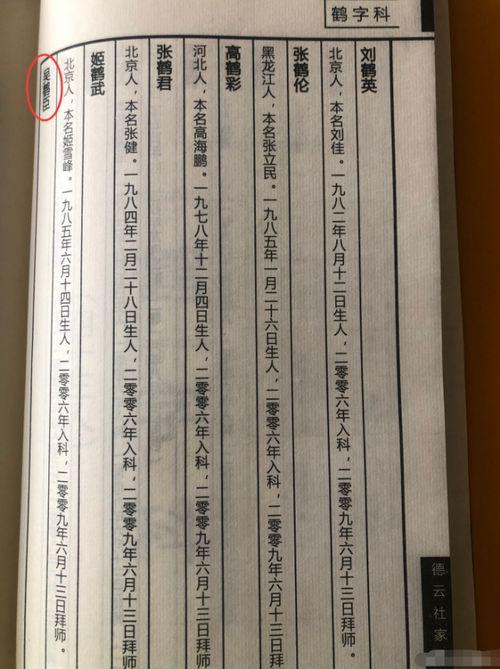 鹤字科
刘鹤英
北京人，本名刘佳。一九八二年八月十二日生人，二零零六年入科，二零零九年六月十三日拜师。
张鹤伦
黑龙江人，本名张立民。一九八五年一月二十六日生人，二零零六年入科，二零零九年六月十三日拜师。
高鹤彩
河北人，本名高海鹏。一九七八年十二月四日生人，二零零六年入科，二零零九年六月十三日拜师。
张鹤君
北京人，本名张健。一九八四年二月二十八日生人，二零零六年入科，二零零九年六月十三日拜师。
姬鹤武
北京人，本名姬雪峰。一九八五年六月十四日生人，二零零六年入科，二零零九年六月十三日拜师。
吴鹤臣
德云社家